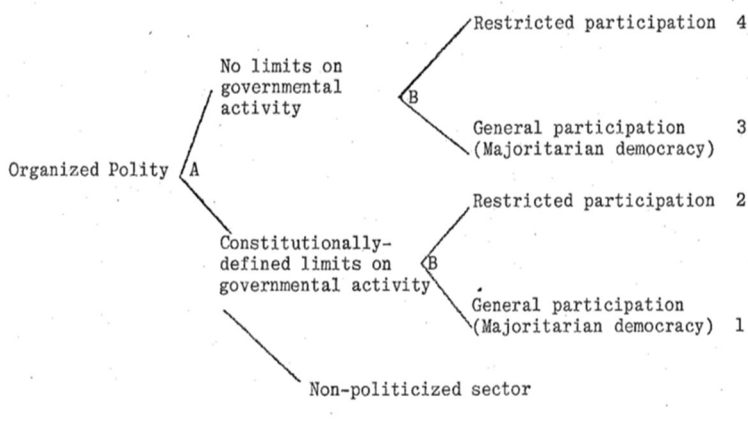 Restricted participation 4
No limits on
governmental
activity
B
General participation 3
(Majoritarian democracy)
Organized Polity A
Restricted participation 2
Constitutionally-
defined limits on
governmental activity
B
General participation
(Majoritarian democracy) 1
Non-politicized sector